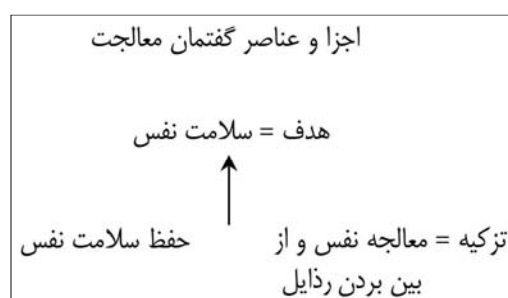 اجزا و عناصر گفتمان معالجت
هدف = سلامت نفس
تزکیه = معالجه نفس و از
بین بردن رذایل
حفظ سلامت نفس